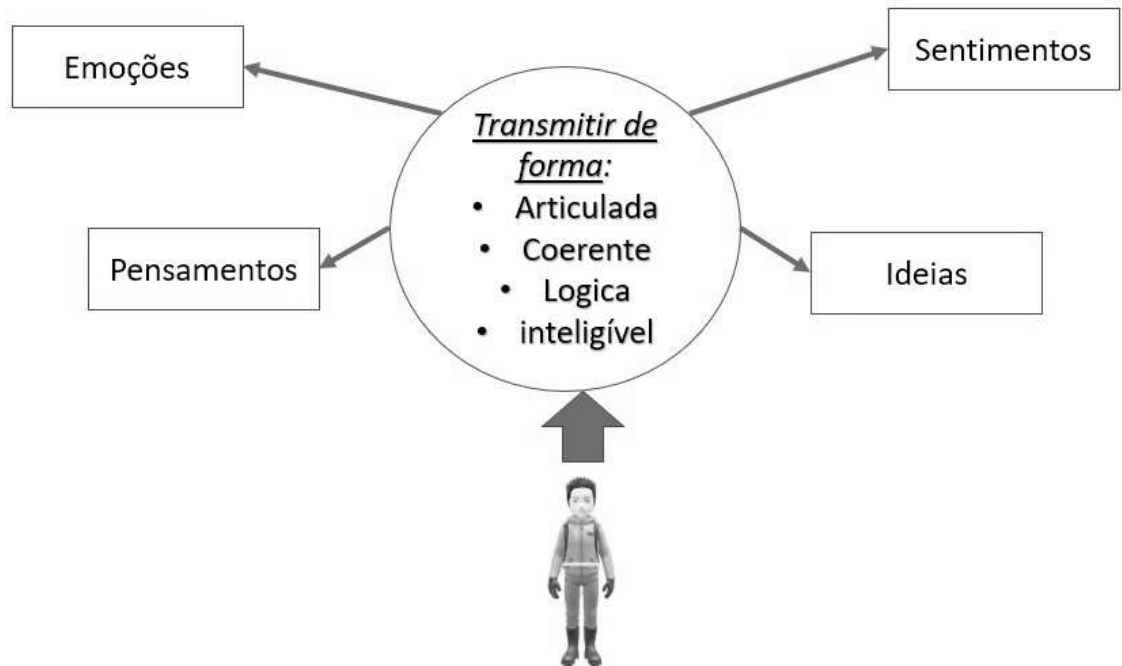 Emoções
Sentimentos
Transmitir de
forma:
• Articulada
• Coerente
• Logica
• inteligível
Pensamentos
Ideias